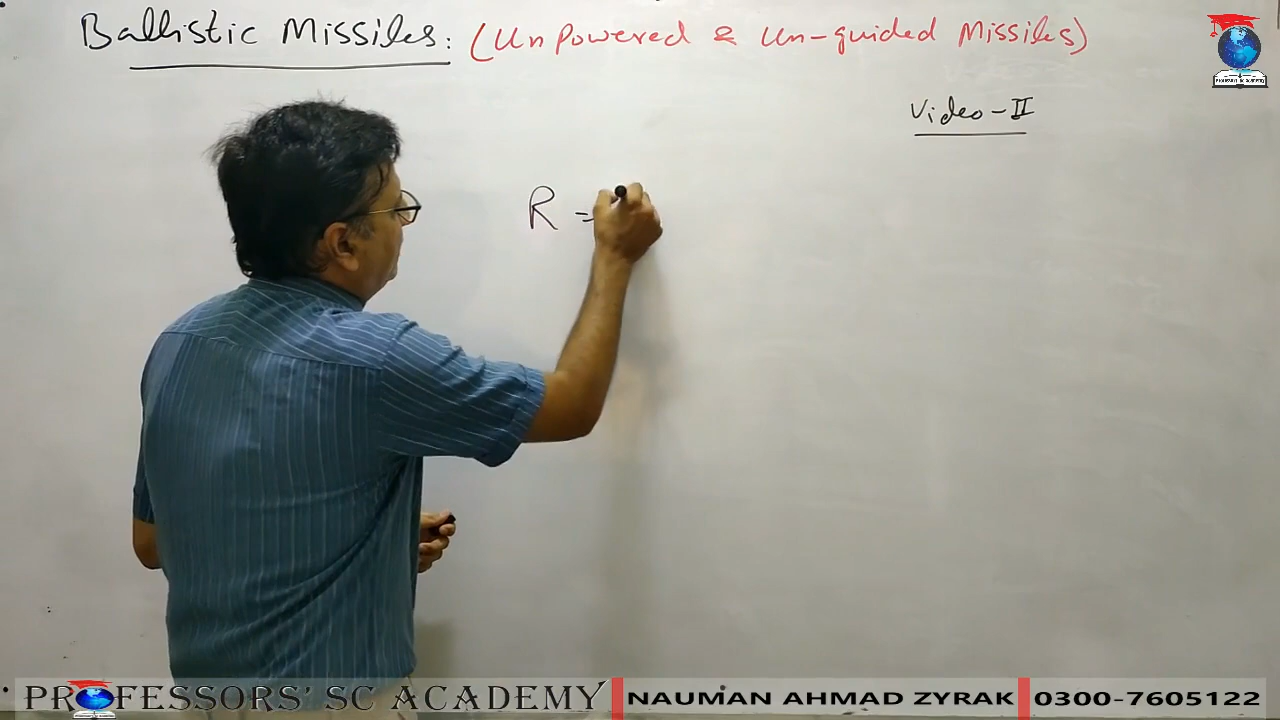 Ballistic Missiles: (UnPowered & Un-guided Missiles)
Video-II
R =
PROFESSORS' SC ACADEMY NAUMAN AHMAD ZYRAK 0300-7605122